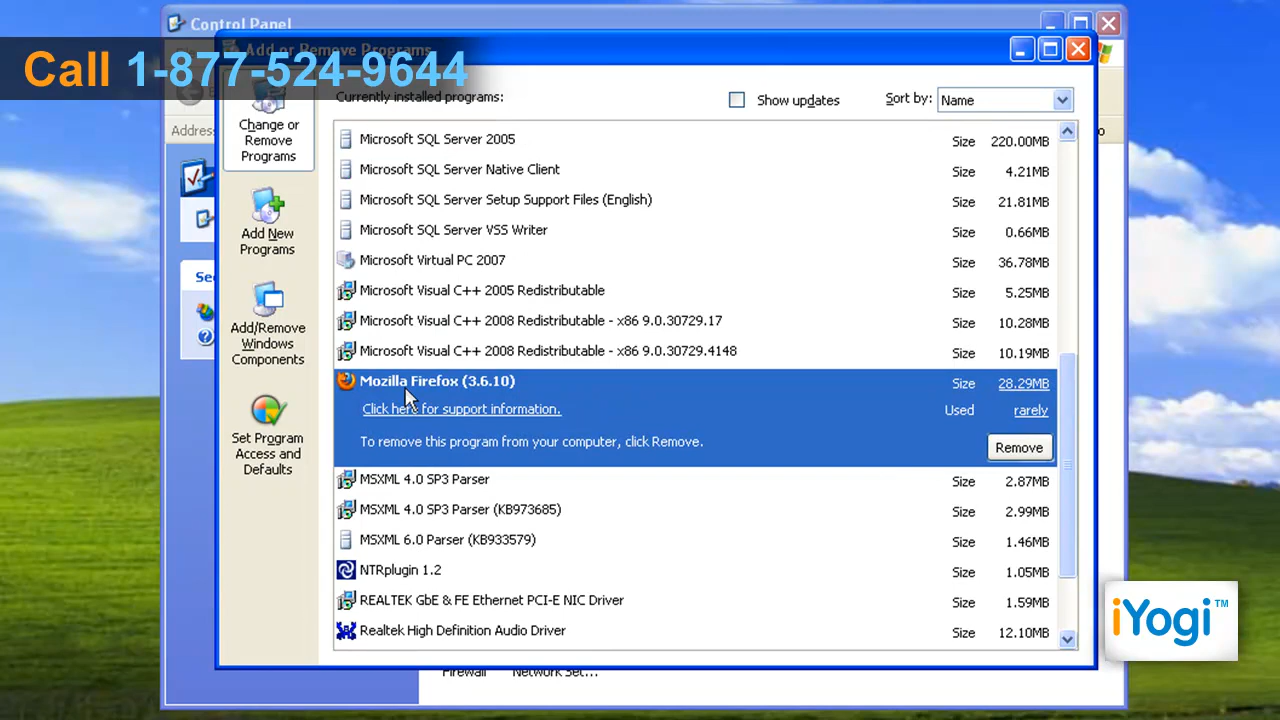 Control Panel
Add or Remove Programs
Call 1-877-524-9644
Currently installed programs:
Show updates
Sort by:
Name
Address
Change or
Remove
Programs
Add New
Programs
Add/Remove
Windows
Components
Set Program
Access and
Defaults
Microsoft SQL Server 2005 Size 220.00MB
Microsoft SQL Server Native Client Size 4.21MB
Microsoft SQL Server Setup Support Files (English) Size 21.81MB
Microsoft SQL Server VSS Writer Size 0.66MB
Microsoft Virtual PC 2007 Size 36.78MB
Microsoft Visual C++ 2005 Redistributable Size 5.25MB
Microsoft Visual C++ 2008 Redistributable - x86 9.0.30729.17 Size 10.28MB
Microsoft Visual C++ 2008 Redistributable - x86 9.0.30729.4148 Size 10.19MB
Mozilla Firefox (3.6.10) Size 28.29MB
Click here for support information. Used rarely
To remove this program from your computer, click Remove.
Remove
MSXML 4.0 SP3 Parser Size 2.87MB
MSXML 4.0 SP3 Parser (KB973685) Size 2.99MB
MSXML 6.0 Parser (KB933579) Size 1.46MB
NTRplugin 1.2 Size 1.05MB
REALTEK GbE & FE Ethernet PCI-E NIC Driver Size 1.59MB
Realtek High Definition Audio Driver Size 12.10MB
Firewall Network Set...
iYogi™